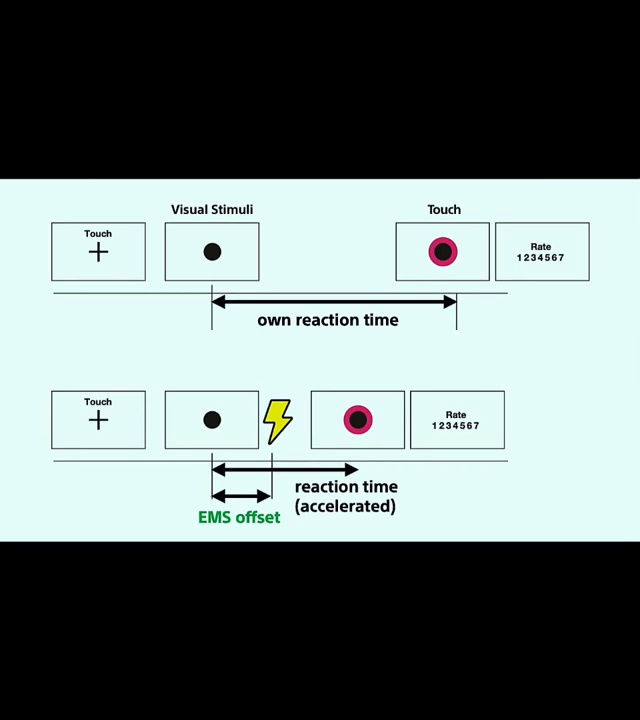 Visual Stimuli
Touch
Touch
Rate
1 2 3 4 5 6 7
own reaction time
Touch
Rate
1 2 3 4 5 6 7
reaction time
(accelerated)
EMS offset